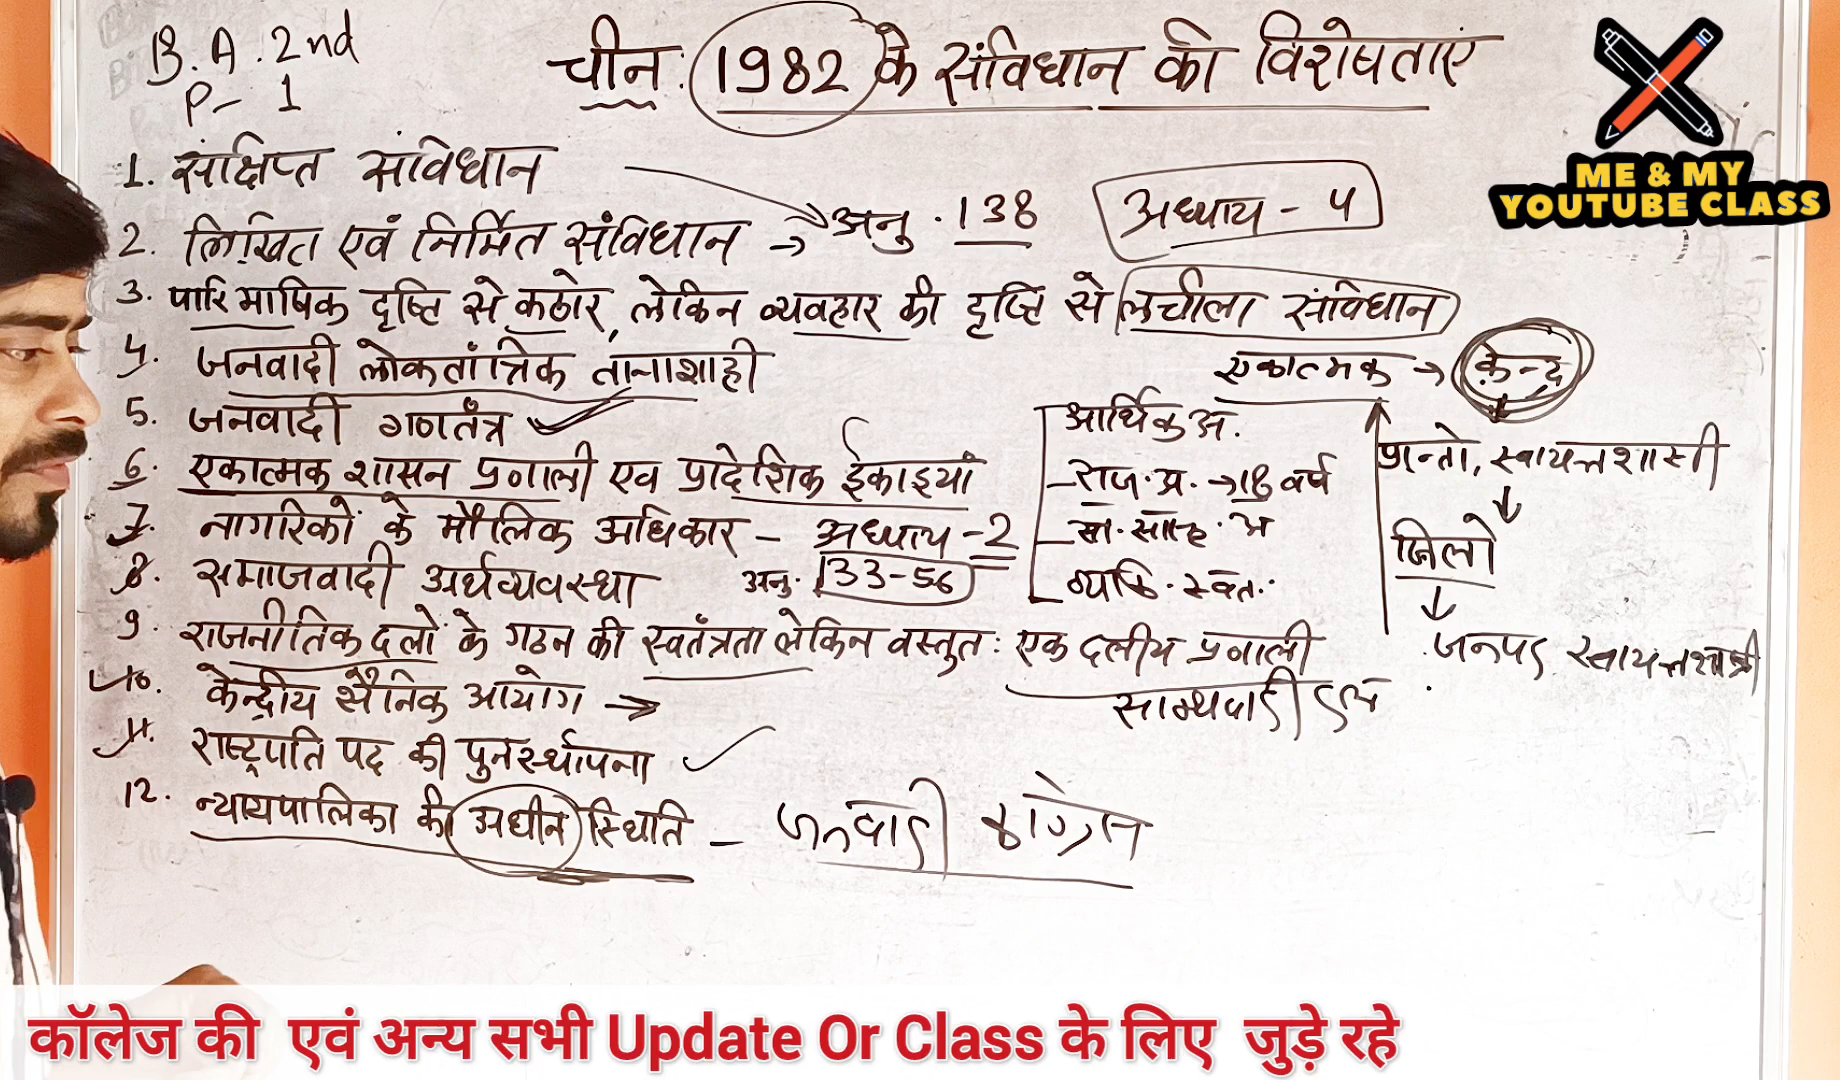 B.A. 2nd
P- 1
चीन : 1982 के संविधान की विशेषताएं
ME & MY
YOUTUBE CLASS
1. संक्षिप्त संविधान
2. लिखित एवं निर्मित संविधान → अनु. 138 अध्याय - 4
3. पारिभाषिक दृष्टि से कठोर, लेकिन व्यवहार की दृष्टि से लचीला संविधान
4. जनवादी लोकतांत्रिक तानाशाही
एकात्मक → केन्द्र
5. जनवादी गणतंत्र
आर्थिक अ.
प्रान्तो, स्वायत्तशासी
6. एकात्मक शासन प्रणाली एव प्रादेशिक ईकाइयां
राज. अ. → 18 वर्ष
7. नागरिकों के मौलिक अधिकार - अध्याय - 2
सा. साहि. अ
जिलो
8. समाजवादी अर्थव्यवस्था अनु. 33-56
व्यक्ति. स्वत.
9. राजनीतिक दलों के गठन की स्वतंत्रता लेकिन वस्तुतः एक दलीय प्रणाली
जनपद स्वायत्तशासी
साम्यवादी दल
10. केन्द्रीय सैनिक आयोग →
11. राष्ट्रपति पद की पुनर्स्थापना
12. न्यायपालिका की अधीन स्थिति - जनवादी कांग्रेस
कॉलेज की एवं अन्य सभी Update Or Class के लिए जुड़े रहे